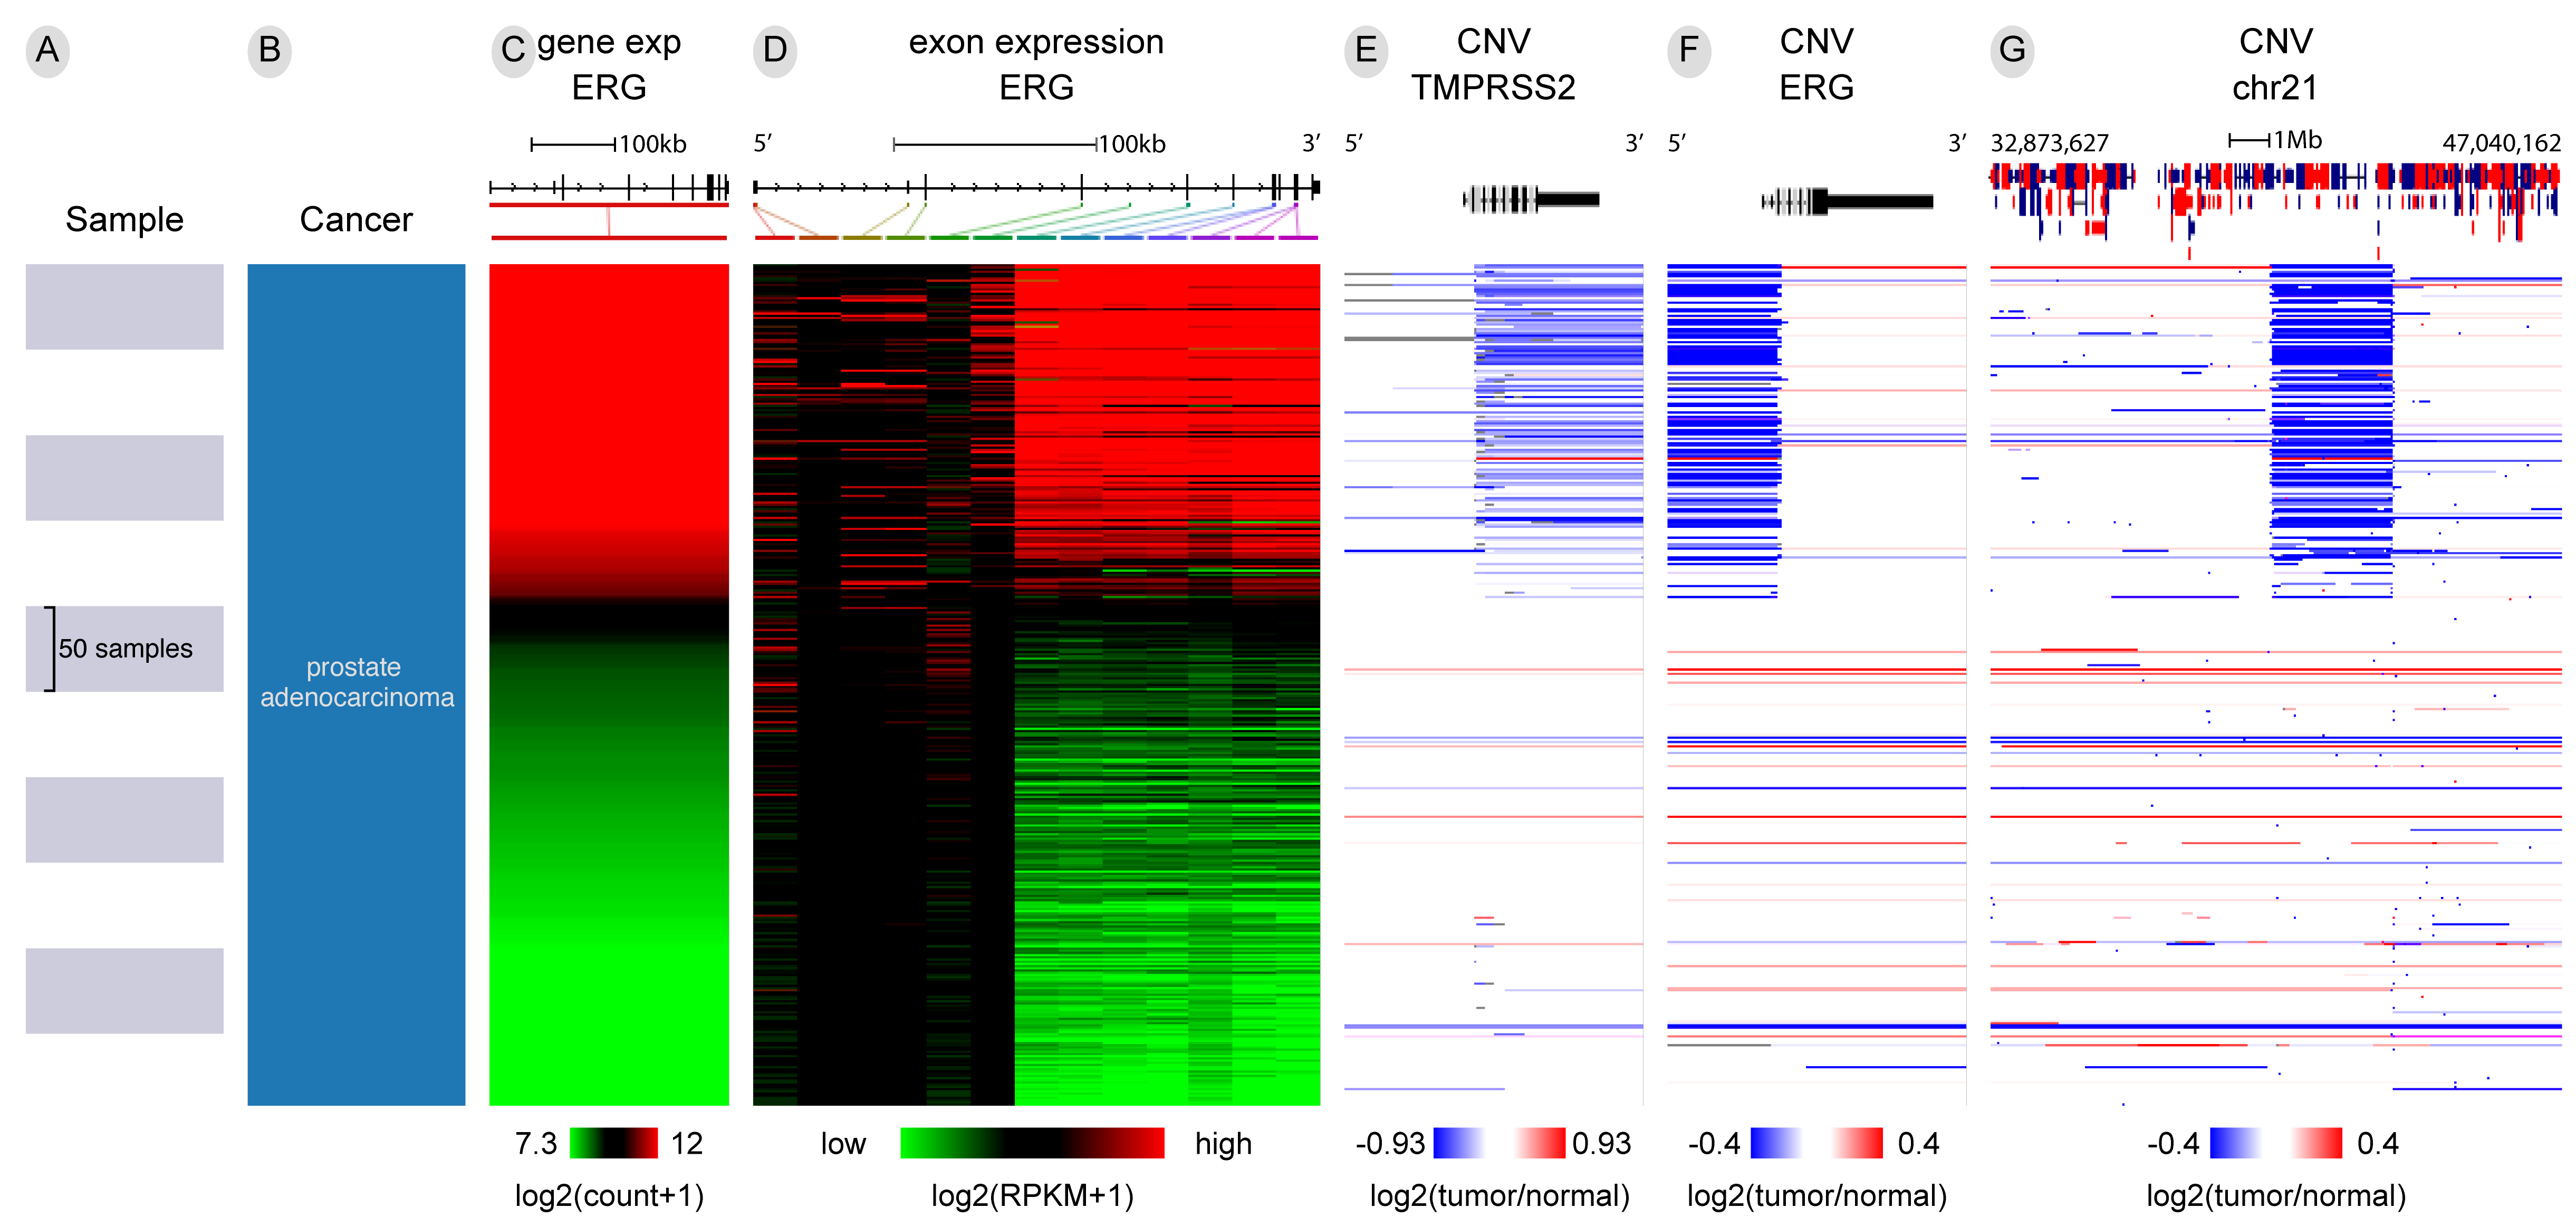 A
B
C gene exp
ERG
D exon expression
ERG
E CNV
TMPRSS2
F CNV
ERG
G CNV
chr21
100kb
5′ 100kb 3′
5′ 3′
5′ 3′
32,873,627 1Mb 47,040,162
Sample
Cancer
50 samples
prostate
adenocarcinoma
7.3 12
log2(count+1)
low high
log2(RPKM+1)
-0.93 0.93
log2(tumor/normal)
-0.4 0.4
log2(tumor/normal)
-0.4 0.4
log2(tumor/normal)